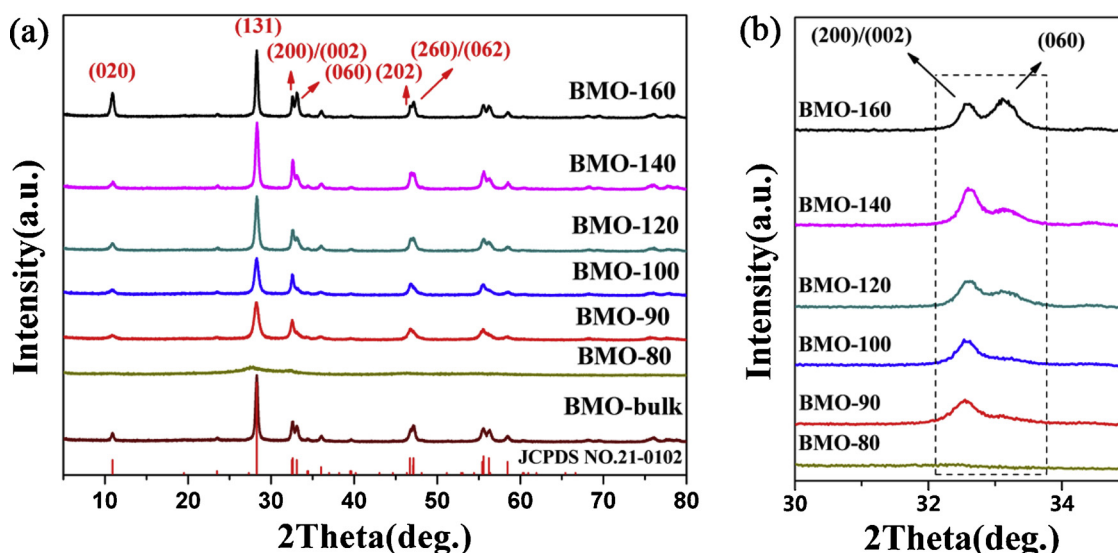 (a)
(131)
(020)
(200)/(002)
(060)
(202)
(260)/(062)
BMO-160
BMO-140
BMO-120
BMO-100
BMO-90
BMO-80
BMO-bulk
JCPDS NO.21-0102
Intensity(a.u.)
10 20 30 40 50 60 70 80
2Theta(deg.)
(b)
(200)/(002)
(060)
BMO-160
BMO-140
BMO-120
BMO-100
BMO-90
BMO-80
Intensity(a.u.)
30 32 34
2Theta(deg.)